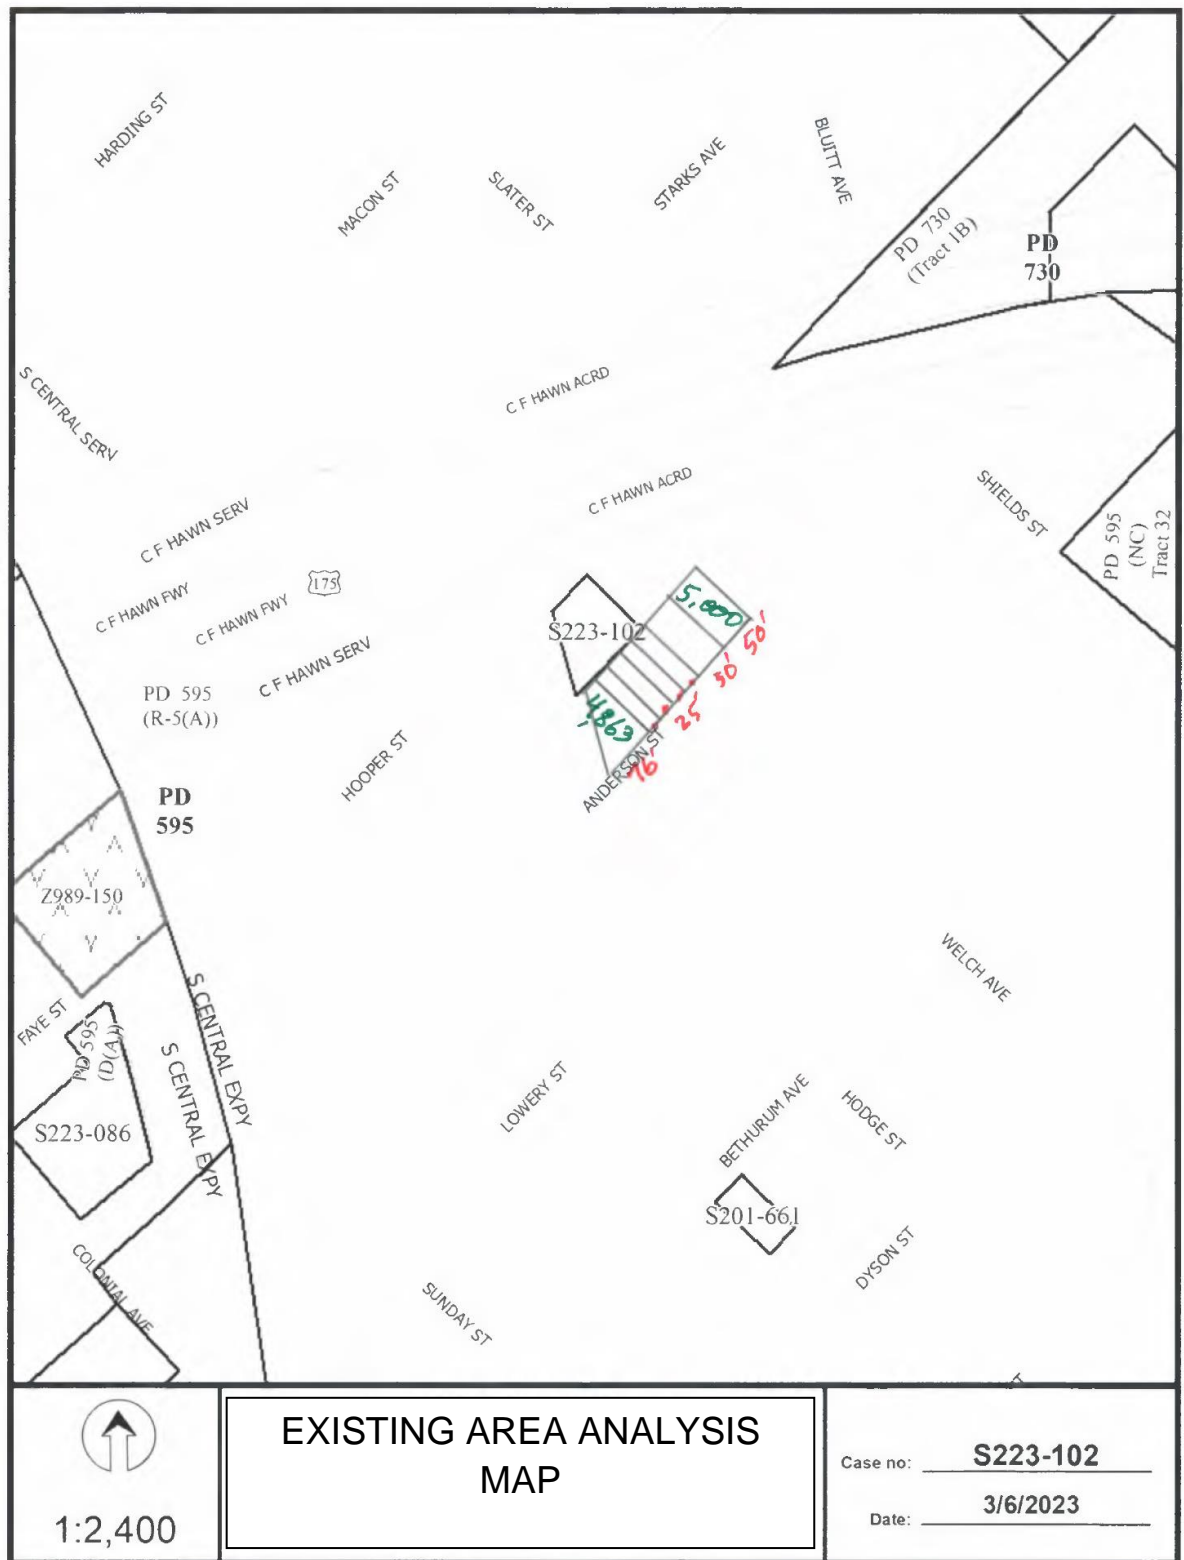 HARDING ST
MACON ST
SLATER ST
STARKS AVE
BLUITT AVE
PD 730
(Tract 1B)
PD
730
S CENTRAL SERV
C F HAWN ACRD
C F HAWN ACRD
SHIELDS ST
PD 595
(NC)
Tract 32
C F HAWN SERV
C F HAWN FWY
C F HAWN FWY
175
C F HAWN SERV
PD 595
(R-5(A))
S223-102
5,000
50'
50'
25'
4,863
76'
ANDERSON ST
HOOPER ST
PD
595
Z989-150
FAYE ST
PD 595
(D(A))
S CENTRAL EXPY
S CENTRAL EXPY
WELCH AVE
S223-086
LOWERY ST
BETHURUM AVE
HODGE ST
S201-661
DYSON ST
COLONIAL AVE
SUNDAY ST
1:2,400
EXISTING AREA ANALYSIS
MAP
Case no: S223-102
Date: 3/6/2023